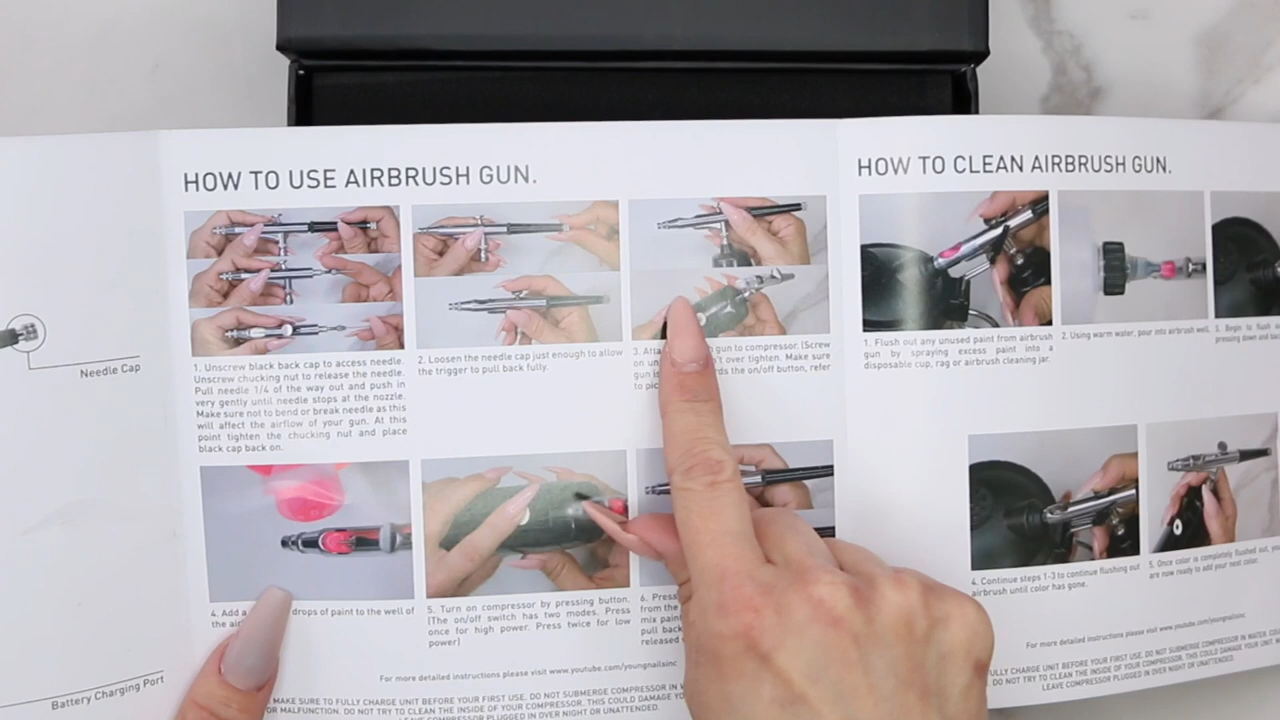 HOW TO USE AIRBRUSH GUN.
1. Unscrew black back cap to access needle.
Unscrew chucking nut to release the needle.
Pull needle 1/4 of the way out and push in
very gently until needle stops at the nozzle.
Make sure not to bend or break needle as this
will affect the airflow of your gun. At this
point tighten the chucking nut and place
black cap back on.
2. Loosen the needle cap just enough to allow
the trigger to pull back fully.
3. gun to compressor. (Screw
on over tighten. Make sure
gun the on/off button, refer
to
4. Add a drops of paint to the well of
the
5. Turn on compressor by pressing button.
(The on/off switch has two modes. Press
once for high power. Press twice for low
power)
6. Press
from the
mix paint
pull back
released
For more detailed instructions please visit www.youtube.com/youngnailsinc
MAKE SURE TO FULLY CHARGE UNIT BEFORE YOUR FIRST USE. DO NOT SUBMERGE COMPRESSOR IN
OR MALFUNCTION. DO NOT TRY TO CLEAN THE INSIDE OF COMPRESSOR. THIS COULD DAMAGE
LEAVE COMPRESSOR PLUGGED IN OVER NIGHT OR UNATTENDED.
HOW TO CLEAN AIRBRUSH GUN.
1. Flush out any unused paint from airbrush
gun by spraying excess paint into a
disposable cup, rag or airbrush cleaning jar.
2. Using warm water, pour into airbrush well.
3. Begin to flush
pressing down and
4. Continue steps 1-3 to continue flushing out
airbrush until color has gone.
5. Once color is completely flushed out,
are now ready to add your next color.
For more detailed instructions please visit www.youtube.com/youngnailsinc
FULLY CHARGE UNIT BEFORE YOUR FIRST USE. DO NOT SUBMERGE COMPRESSOR IN WATER.
DO NOT TRY TO CLEAN THE INSIDE OF COMPRESSOR. THIS COULD DAMAGE YOUR UNIT.
LEAVE COMPRESSOR PLUGGED IN OVER NIGHT OR UNATTENDED.
Needle Cap
Battery Charging Port